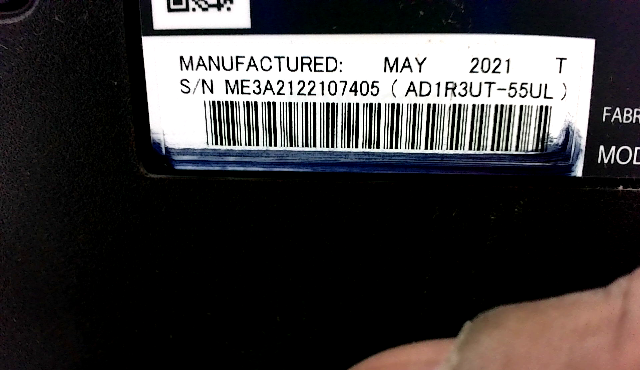 MANUFACTURED: MAY 2021 T
S/N ME3A2122107405 ( AD1R3UT-55UL )
FABR
MOD